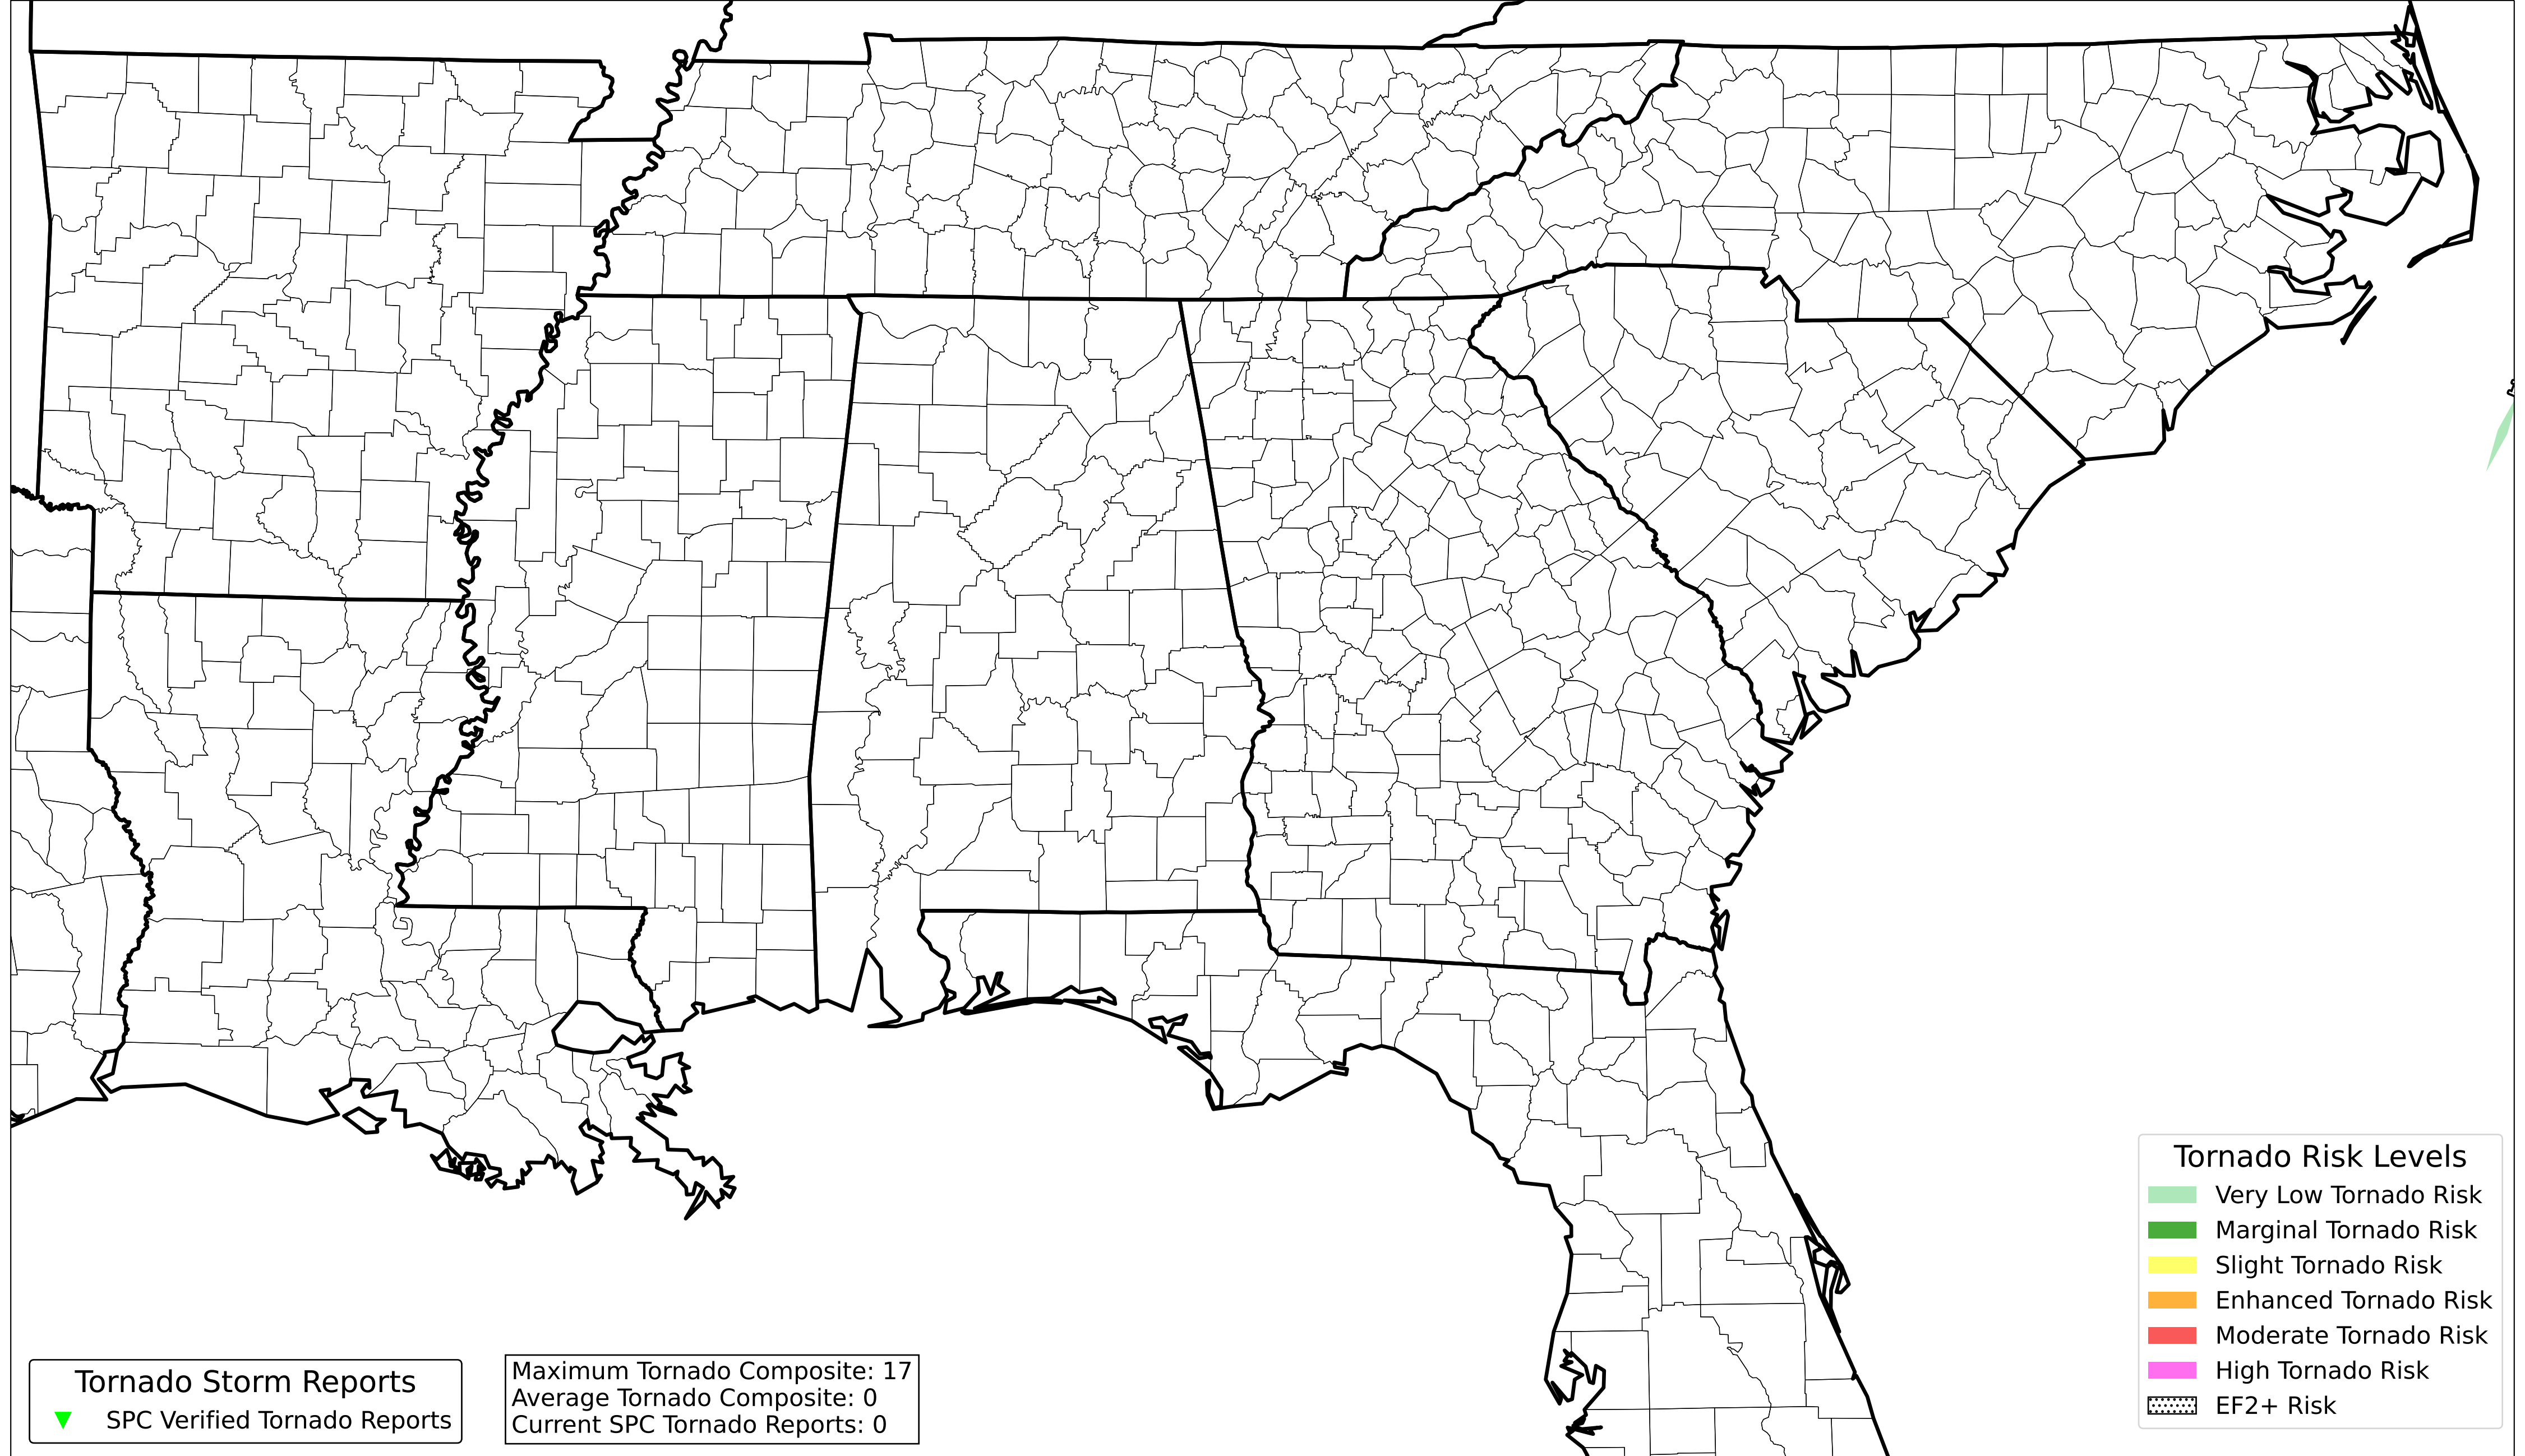 Tornado Risk Levels
Very Low Tornado Risk
Marginal Tornado Risk
Slight Tornado Risk
Enhanced Tornado Risk
Moderate Tornado Risk
High Tornado Risk
EF2+ Risk
Tornado Storm Reports
SPC Verified Tornado Reports
Maximum Tornado Composite: 17
Average Tornado Composite: 0
Current SPC Tornado Reports: 0